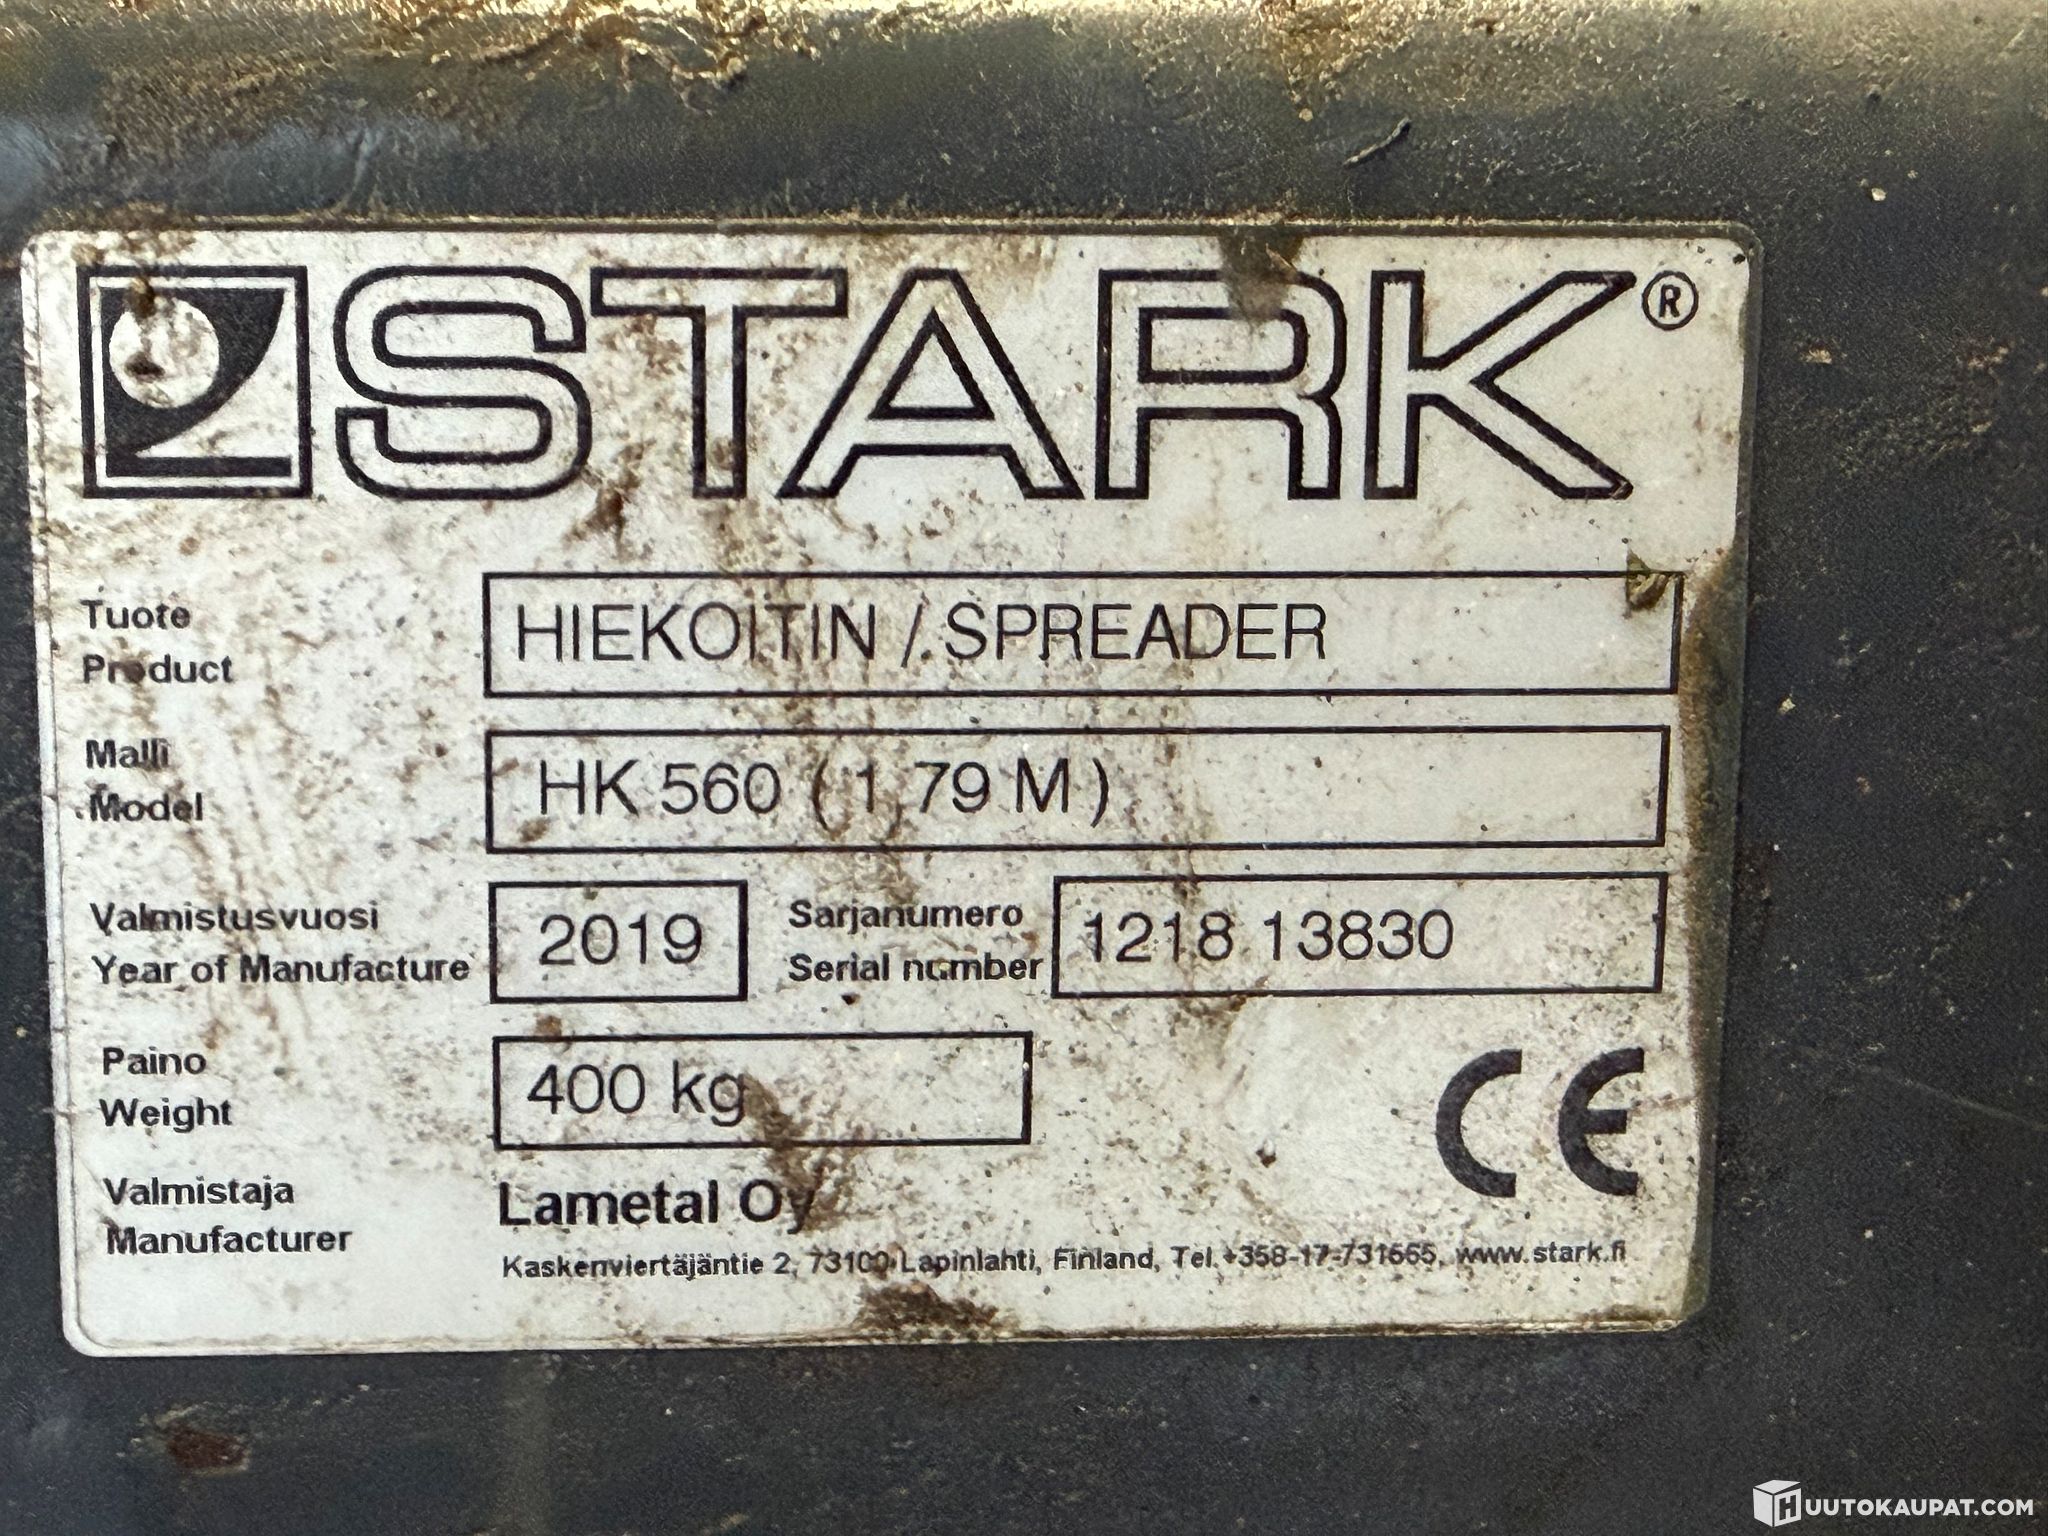 STARK®
Tuote
Product
HIEKOITIN / SPREADER
Malli
Model
HK 560 ( 1,79 M )
Valmistusvuosi
Year of Manufacture
2019
Sarjanumero
Serial number
1218 13830
Paino
Weight
400 kg
CE
Valmistaja
Manufacturer
Lametal Oy
Kaskenviertäjäntie 2, 73100 Lapinlahti, Finland, Tel.+358-17-731665, www.stark.fi
HUUTOKAUPAT.COM